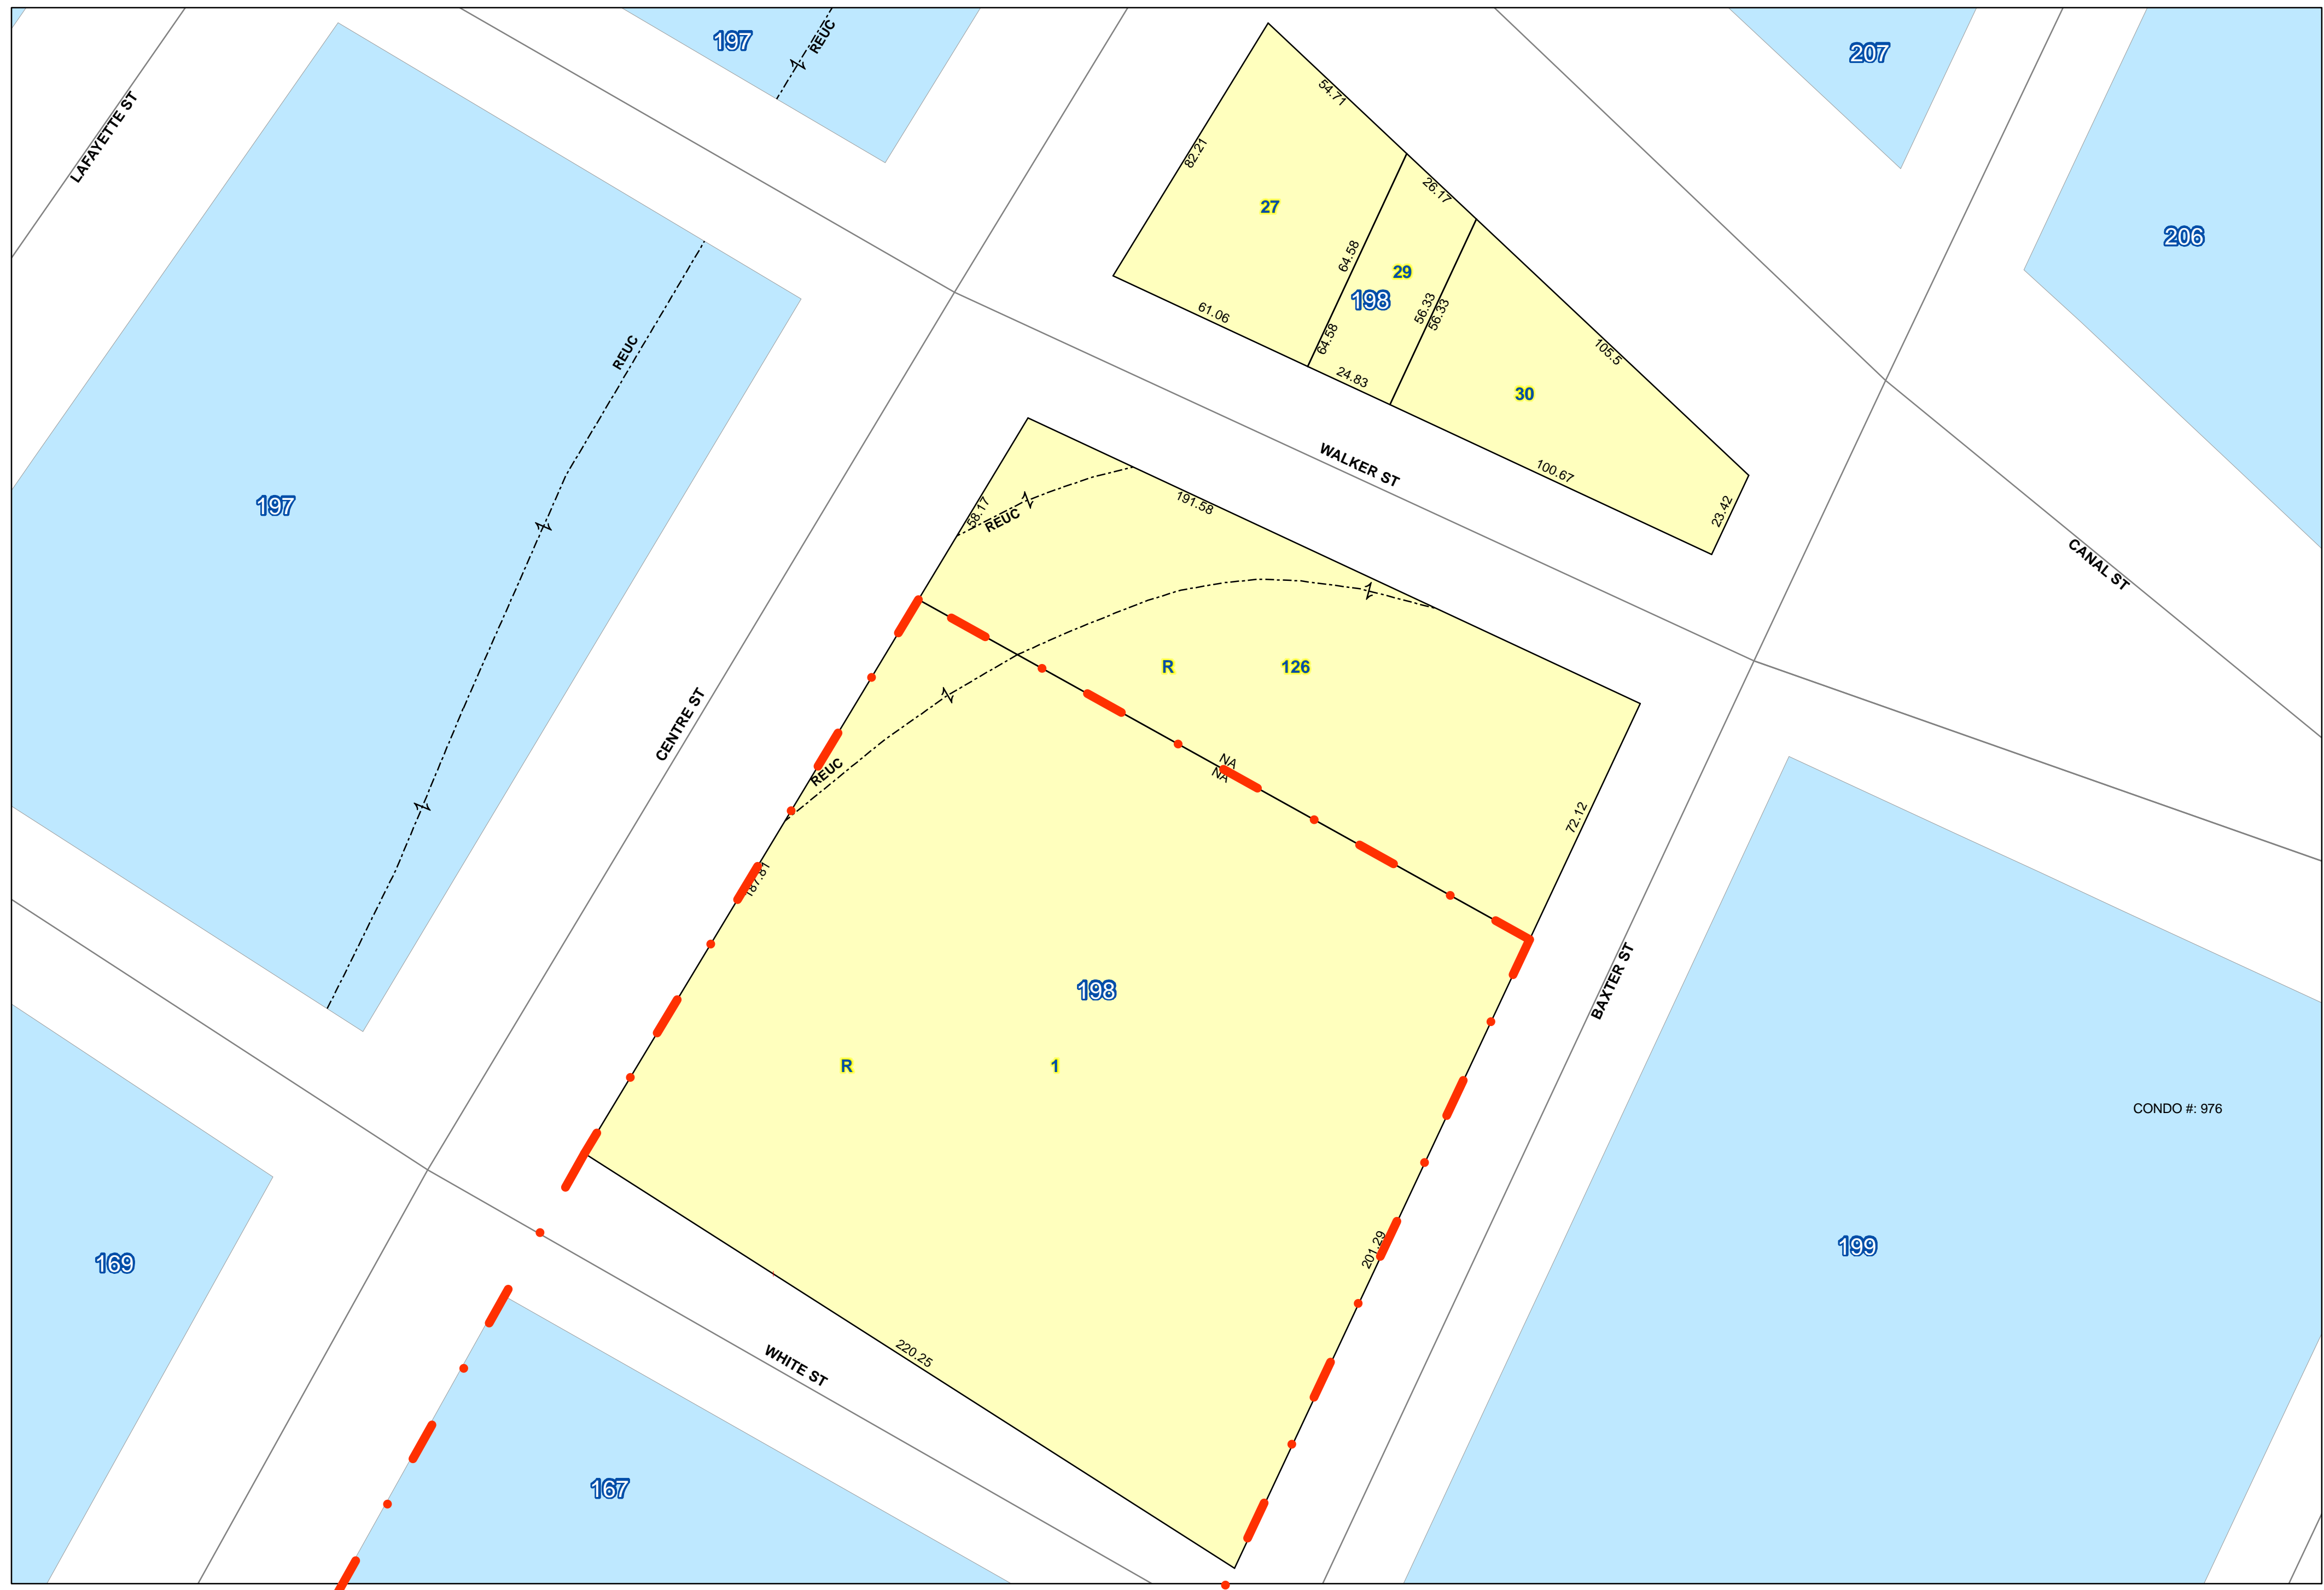 197
REUC
207
LAFAYETTE ST
54.71
82.21
27
26.17
206
64.58
29
198
56.33
56.33
61.06
64.58
105.5
REUC
24.83
30
WALKER ST
100.67
197
191.58
58.17
REUC
23.42
CANAL ST
R
126
CENTRE ST
NA
NA
REUC
72.12
187.81
BAXTER ST
198
R
1
CONDO #: 976
199
201.29
169
220.25
WHITE ST
167